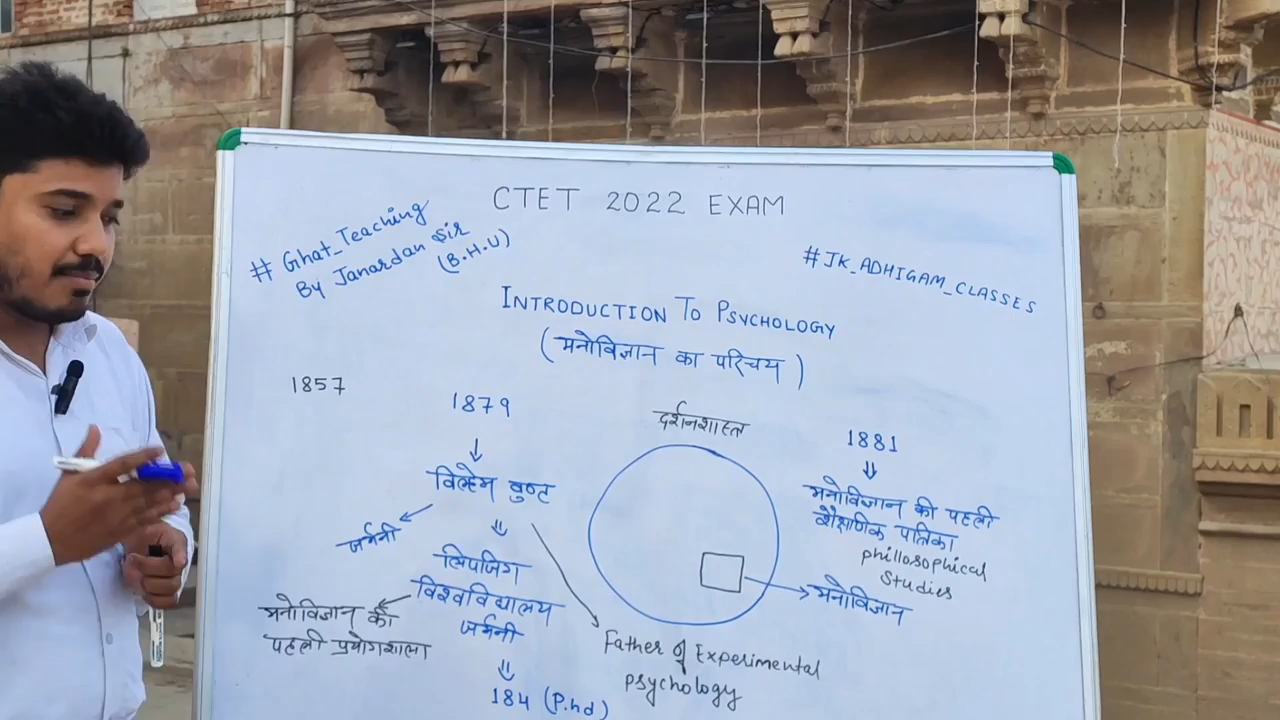 CTET 2022 EXAM
# Ghat_Teaching
By Janardan Sir
(B.H.U)
#JK_ADHIGAM_CLASSES
INTRODUCTION TO PSYCHOLOGY
(मनोविज्ञान का परिचय)
1857
1879
विल्हेम वुण्ट
जर्मनी
लिपजिग
विश्वविद्यालय
जर्मनी
मनोविज्ञान की
पहली प्रयोगशाला
184 (P.hd)
Father of Experimental
psychology
दर्शनशास्त्र
मनोविज्ञान
1881
मनोविज्ञान की पहली
शैक्षणिक पत्रिका
phillosophical
Studies